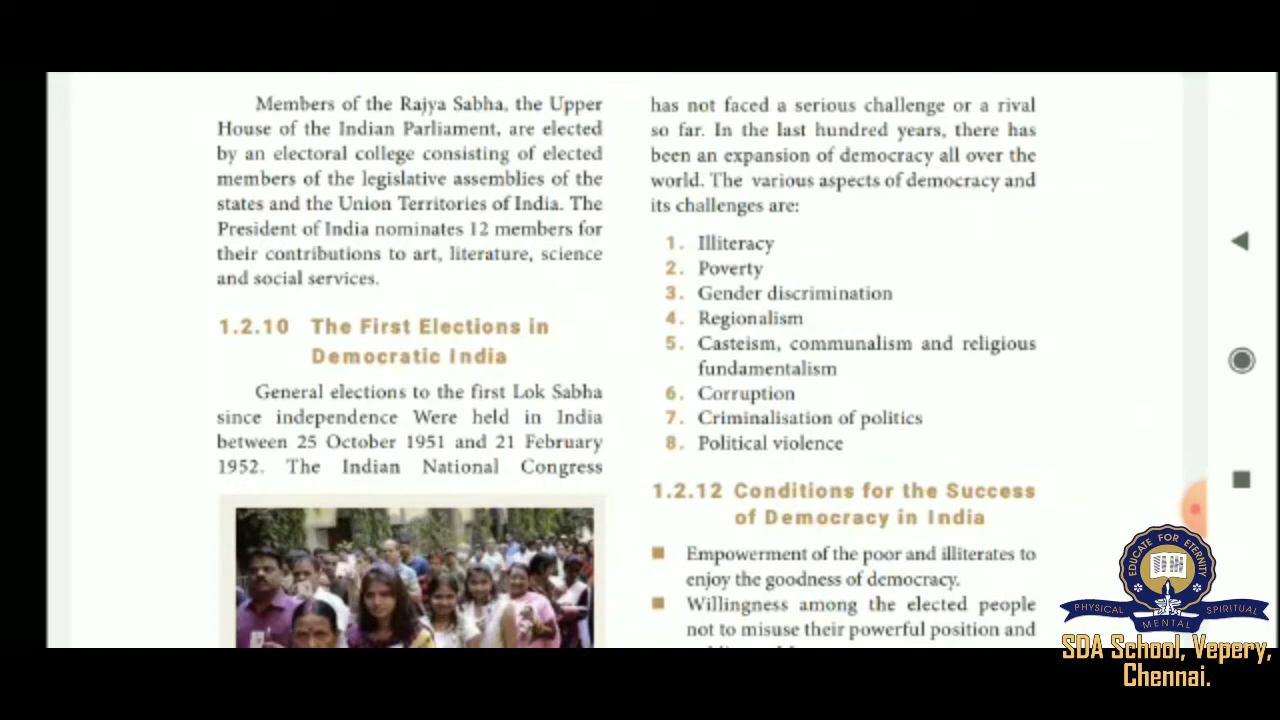 Members of the Rajya Sabha, the Upper
House of the Indian Parliament, are elected
by an electoral college consisting of elected
members of the legislative assemblies of the
states and the Union Territories of India. The
President of India nominates 12 members for
their contributions to art, literature, science
and social services.
1.2.10 The First Elections in
Democratic India
General elections to the first Lok Sabha
since independence Were held in India
between 25 October 1951 and 21 February
1952. The Indian National Congress
has not faced a serious challenge or a rival
so far. In the last hundred years, there has
been an expansion of democracy all over the
world. The various aspects of democracy and
its challenges are:
1. Illiteracy
2. Poverty
3. Gender discrimination
4. Regionalism
5. Casteism, communalism and religious
fundamentalism
6. Corruption
7. Criminalisation of politics
8. Political violence
1.2.12 Conditions for the Success
of Democracy in India
Empowerment of the poor and illiterates to
enjoy the goodness of democracy.
Willingness among the elected people
not to misuse their powerful position and
EDUCATE FOR ETERNITY
PHYSICAL
MENTAL
SPIRITUAL
SDA School, Vepery,
Chennai.